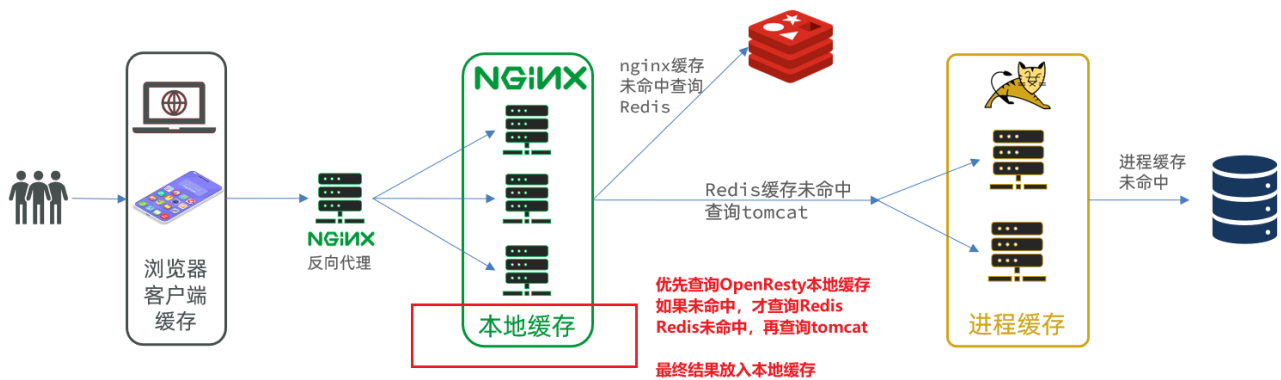 浏览器
客户端
缓存
NGINX
反向代理
NGINX
本地缓存
nginx缓存
未命中查询
Redis
Redis缓存未命中
查询tomcat
优先查询OpenResty本地缓存
如果未命中，才查询Redis
Redis未命中，再查询tomcat
最终结果放入本地缓存
进程缓存
进程缓存
未命中